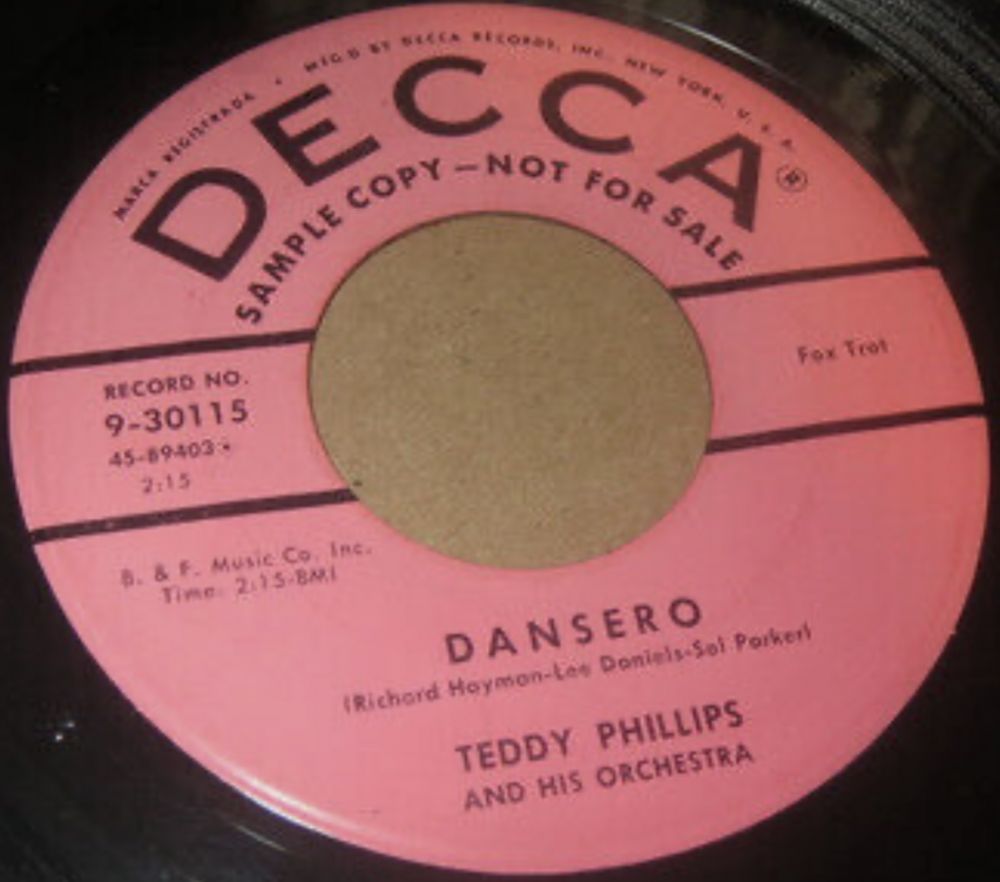 MARCA REGISTRADA • MFG'D BY DECCA RECORDS, INC., NEW YORK, U.S.A.
DECCA®
SAMPLE COPY – NOT FOR SALE
RECORD NO.
9-30115
45-89403★
2:15
Fox Trot
B. & F. Music Co. Inc.
Time: 2:15-BMI
DANSERO
(Richard Hayman-Lee Daniels-Sol Parker)
TEDDY PHILLIPS
AND HIS ORCHESTRA